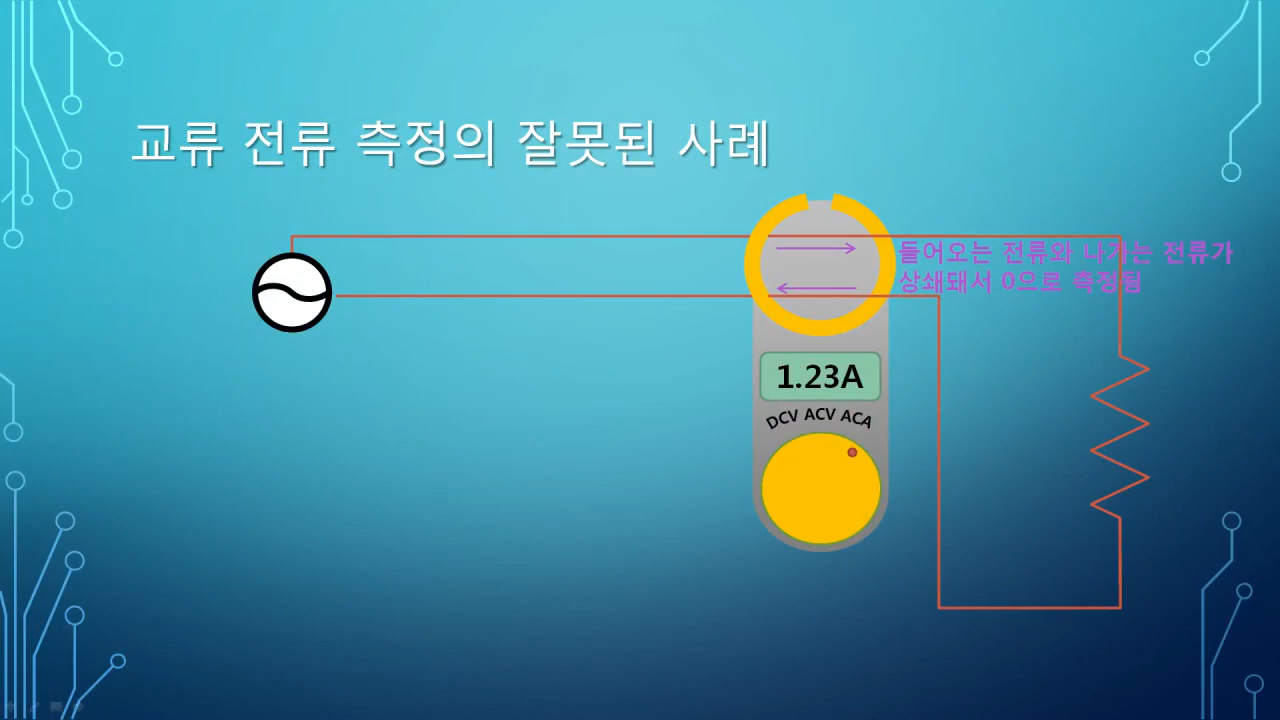 교류 전류 측정의 잘못된 사례
들어오는 전류와 나가는 전류가
상쇄돼서 0으로 측정됨
1.23A
DCV ACV ACA